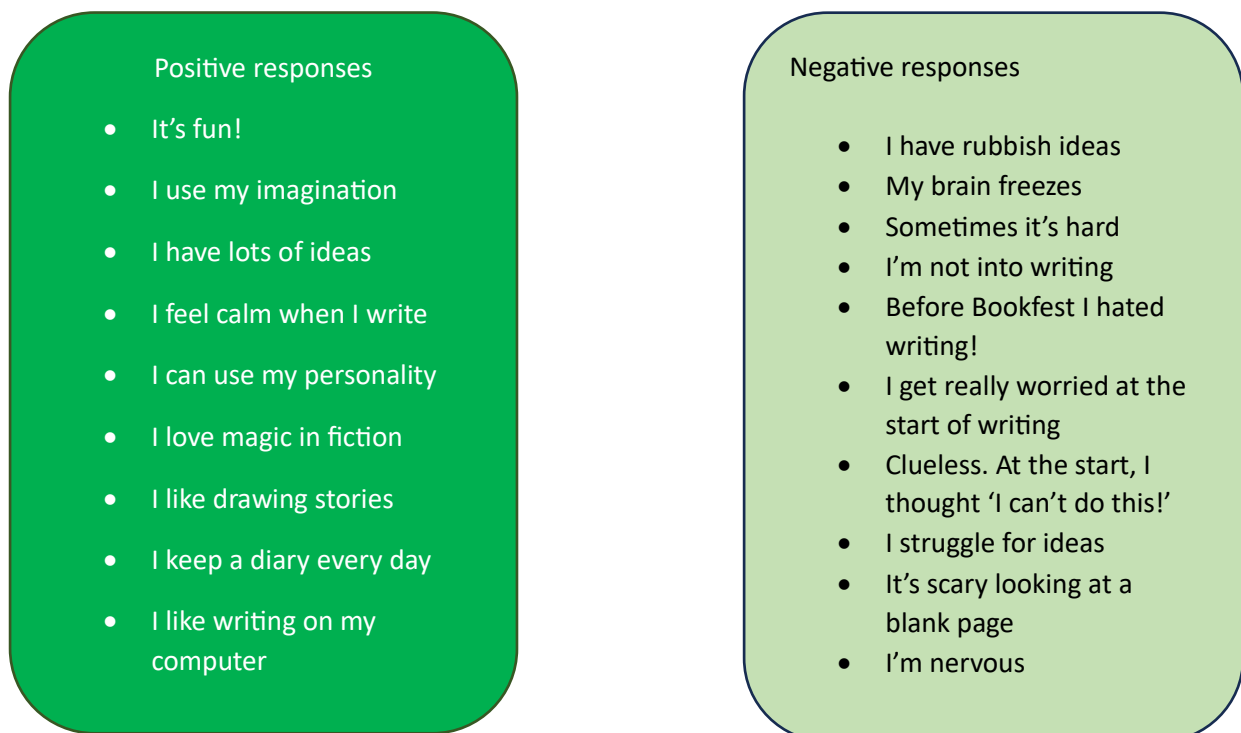 Positive responses
• It’s fun!
• I use my imagination
• I have lots of ideas
• I feel calm when I write
• I can use my personality
• I love magic in fiction
• I like drawing stories
• I keep a diary every day
• I like writing on my
computer
Negative responses
• I have rubbish ideas
• My brain freezes
• Sometimes it’s hard
• I’m not into writing
• Before Bookfest I hated
writing!
• I get really worried at the
start of writing
• Clueless. At the start, I
thought ‘I can’t do this!’
• I struggle for ideas
• It’s scary looking at a
blank page
• I’m nervous